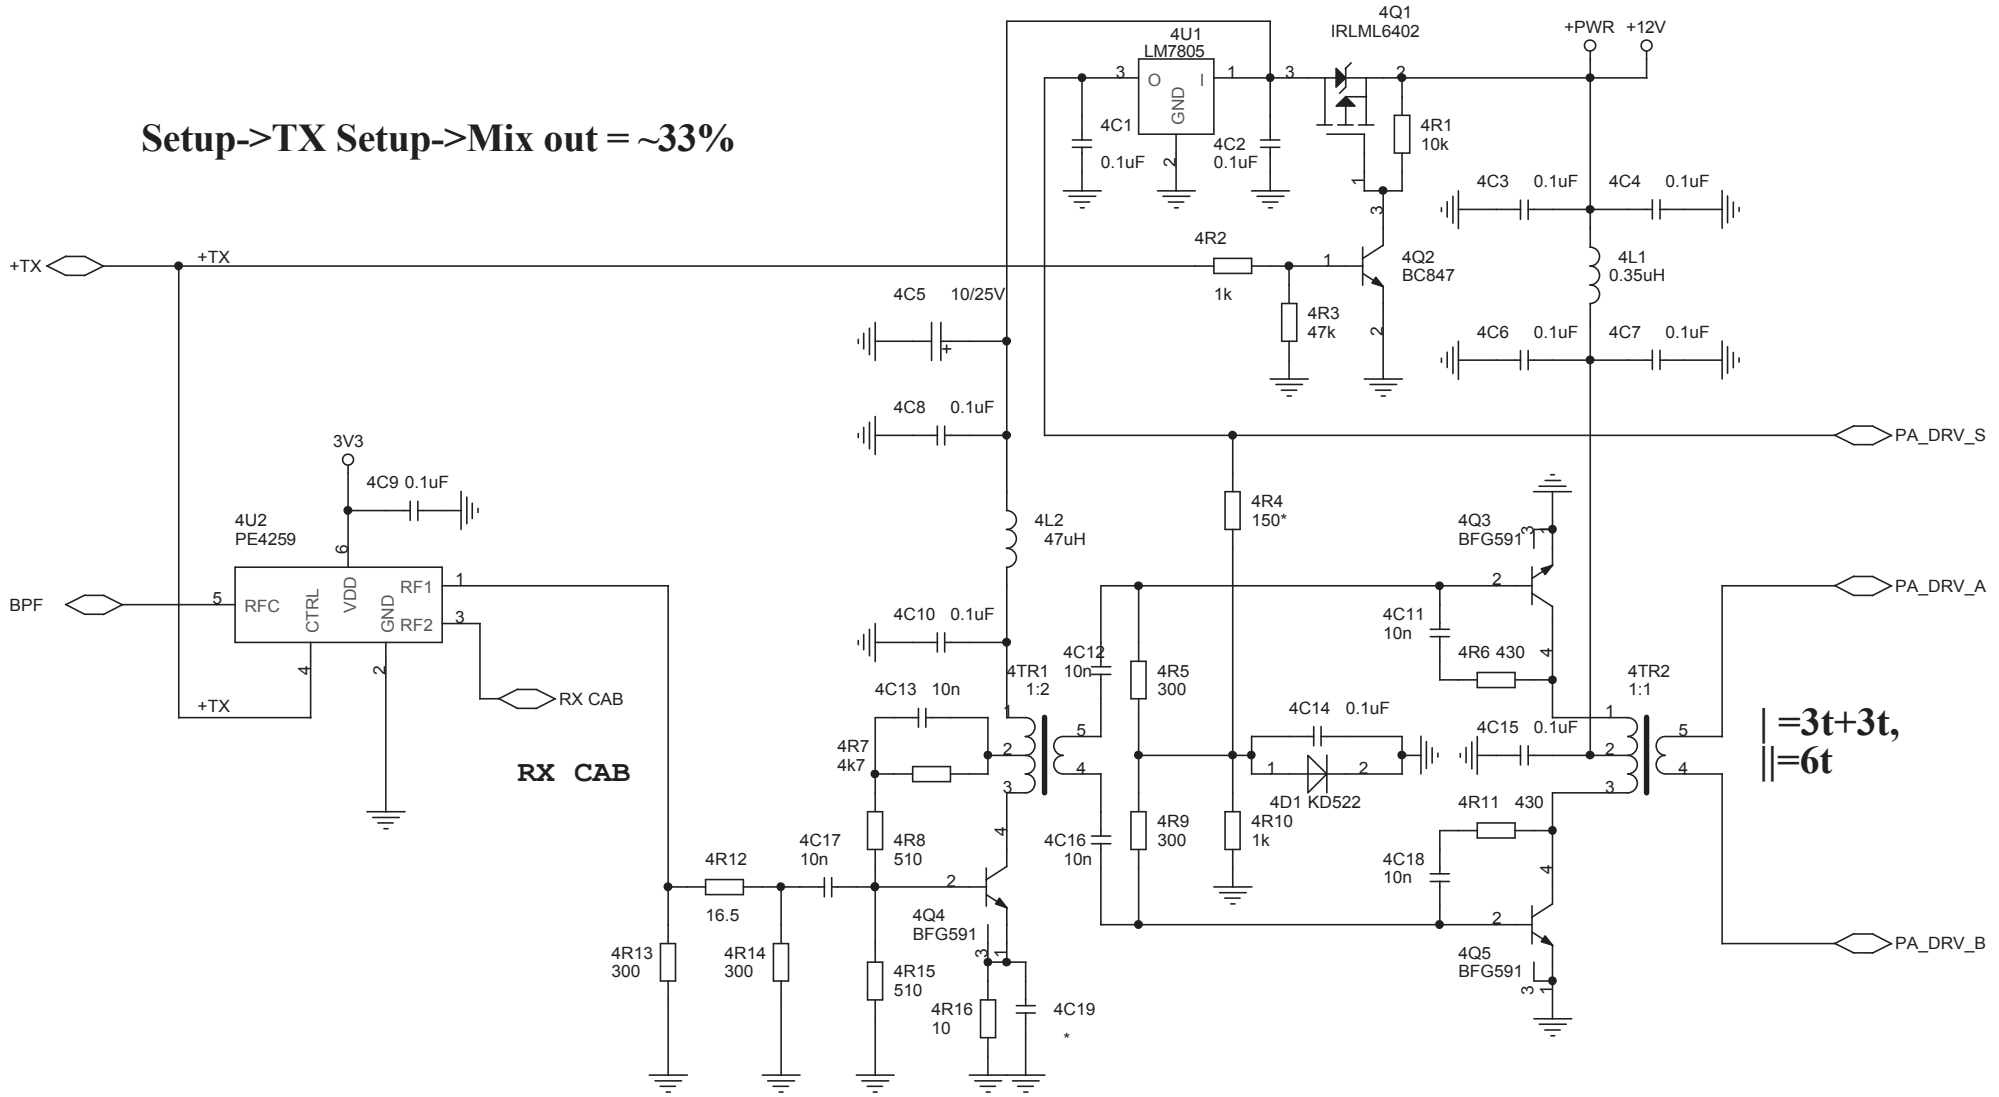 4Q1
IRLML6402
+PWR +12V
4U1
LM7805
3 O I 1 3 2
GND
2
Setup->TX Setup->Mix out = ~33%
4C1
0.1uF
4C2
0.1uF
4R1
10k
1
3
4C3 0.1uF 4C4 0.1uF
+TX +TX
4R2
1k
1
4Q2
BC847
2
4R3
47k
4L1
0.35uH
4C5 10/25V
+
4C6 0.1uF 4C7 0.1uF
4C8 0.1uF
PA_DRV_S
3V3
4C9 0.1uF
4U2
PE4259
6
4L2
47uH
4R4
150*
4Q3
BFG591
3
1
2
4
BPF
5 RFC
CTRL
VDD
GND
RF1 1
RF2 3
4
2
+TX
RX CAB
RX CAB
4C10 0.1uF
4TR1
1:2
4C12
10n
4R5
300
4C11
10n
4R6 430
PA_DRV_A
4C13 10n
4R7
4k7
1
2
3
5
4
4C14 0.1uF
1 2
4D1 KD522
4C15 0.1uF
4TR2
1:1
1
2
3
5
4
| =3t+3t,
||=6t
4R8
510
4C17
10n
4R12
16.5
4
2
4Q4
BFG591
3
1
4C16
10n
4R9
300
4R10
1k
4R11 430
4C18
10n
4
2
4Q5
BFG591
3
1
PA_DRV_B
4R13
300
4R14
300
4R15
510
4R16
10
4C19
*